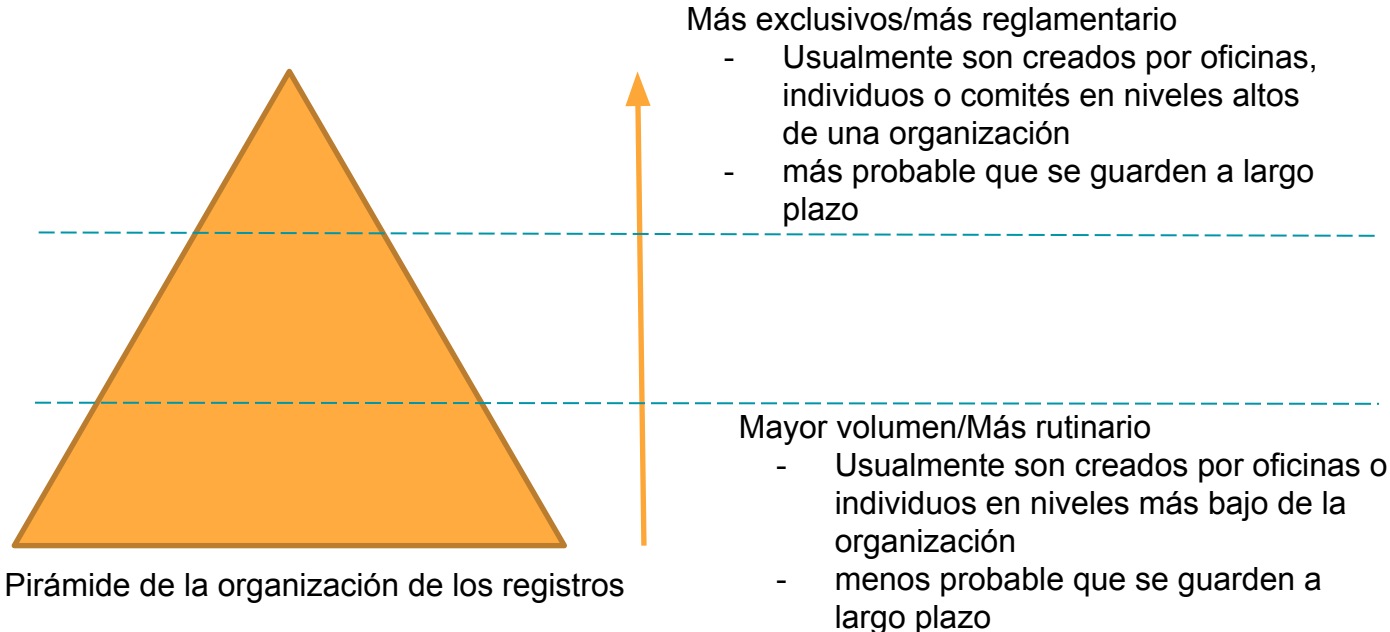 Más exclusivos/más reglamentario
- Usualmente son creados por oficinas,
individuos o comités en niveles altos
de una organización
- más probable que se guarden a largo
plazo
Mayor volumen/Más rutinario
- Usualmente son creados por oficinas o
individuos en niveles más bajo de la
organización
- menos probable que se guarden a
largo plazo
Pirámide de la organización de los registros